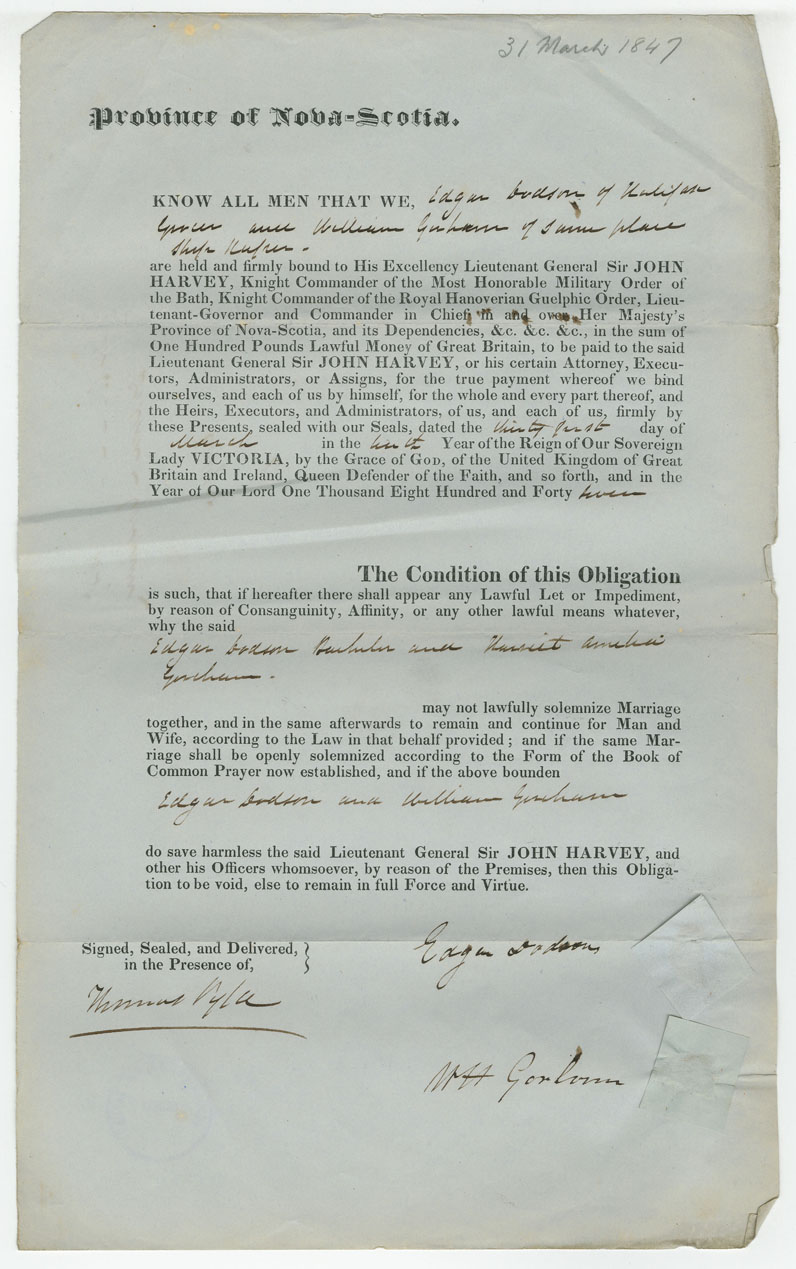 31 March 1847
Province of Nova-Scotia.
KNOW ALL MEN THAT WE, Edgar Dodson of Halifax
Grocer and William Gorham of same place
Ship
are held and firmly bound to His Excellency Lieutenant General Sir JOHN
HARVEY, Knight Commander of the Most Honorable Military Order of
the Bath, Knight Commander of the Royal Hanoverian Guelphic Order, Lieu-
tenant-Governor and Commander in Chief, in and over Her Majesty's
Province of Nova-Scotia, and its Dependencies, &c. &c. &c., in the sum of
One Hundred Pounds Lawful Money of Great Britain, to be paid to the said
Lieutenant General Sir JOHN HARVEY, or his certain Attorney, Execu-
tors, Administrators, or Assigns, for the true payment whereof we bind
ourselves, and each of us by himself, for the whole and every part thereof, and
the Heirs, Executors, and Administrators, of us, and each of us, firmly by
these Presents, sealed with our Seals, dated the thirty first day of
March in the tenth Year of the Reign of Our Sovereign
Lady VICTORIA, by the Grace of GOD, of the United Kingdom of Great
Britain and Ireland, Queen Defender of the Faith, and so forth, and in the
Year of Our Lord One Thousand Eight Hundred and Forty seven
The Condition of this Obligation
is such, that if hereafter there shall appear any Lawful Let or Impediment,
by reason of Consanguinity, Affinity, or any other lawful means whatever,
why the said
Edgar Dodson Bachelor and Harriet Amelia
Gorham.
may not lawfully solemnize Marriage
together, and in the same afterwards to remain and continue for Man and
Wife, according to the Law in that behalf provided; and if the same Mar-
riage shall be openly solemnized according to the Form of the Book of
Common Prayer now established, and if the above bounden
Edgar Dodson and William Gorham
do save harmless the said Lieutenant General Sir JOHN HARVEY, and
other his Officers whomsoever, by reason of the Premises, then this Obliga-
tion to be void, else to remain in full Force and Virtue.
Signed, Sealed, and Delivered,
in the Presence of,
Edgar Dodson
Thomas
WH Gorham